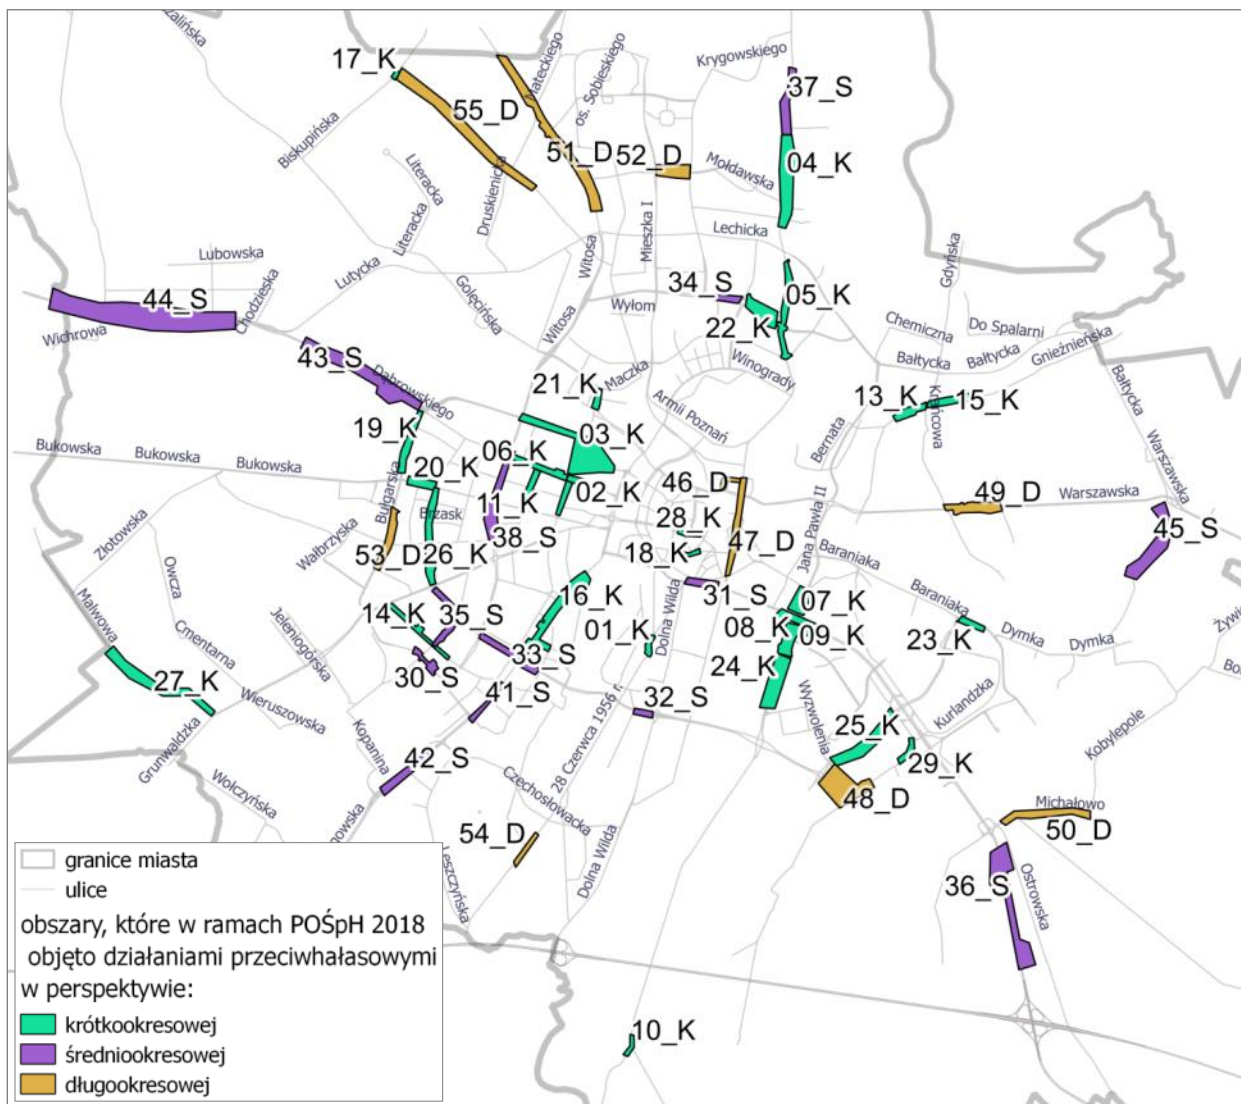 zalińska
17_K
Mateckiego
os. Sobieskiego
Krygowskiego
37_S
55_D
Biskupińska
Literacka
Literacka
Druskienicka
51_D
52_D
Mołdawska
04_K
Mieszka I
Lechicka
Witosa
Lubowska
44_S
Chodzieska
Lutycka
Golęcińska
Wichrowa
Witosa
Wyłom
34_S
05_K
22_K
Gdyńska
Chemiczna
Do Spalarni
Bałtycka
Bałtycka
Gnieźnieńska
43_S
Dąbrowskiego
21_K
Maczka
Winogrady
Armii Poznań
13_K
15_K
Krańcowa
Bałtycka
Warszawska
19_K
Bukowska
Bukowska
Bukowska
20_K
06_K
03_K
02_K
11_K
Bernata
46_D
49_D
Warszawska
45_S
Bułgarska
Brzask
38_S
28_K
18_K
47_D
Jana Pawła II
Złotowska
Wałbrzyska
53_D
26_K
Owcza
Malwowa
Cmentarna
Jeleniogórska
14_K
35_S
16_K
31_S
07_K
Baraniaka
Baraniaka
01_K
Dolna Wilda
08_K
09_K
23_K
Dymka
Dymka
27_K
Wieruszowska
30_S
33_S
41_S
32_S
24_K
Wyzwolenia
Kurlandzka
25_K
29_K
Kobylepole
Grunwaldzka
Kopanina
42_S
28 Czerwca 1956 r.
Wołczyńska
Czechosłowacka
48_D
Michałowo
50_D
54_D
Dolna Wilda
Leszczyńska
36_S
Ostrowska
10_K
granice miasta
ulice
obszary, które w ramach POŚpH 2018
objęto działaniami przeciwhałasowymi
w perspektywie:
krótkookresowej
średniookresowej
długookresowej